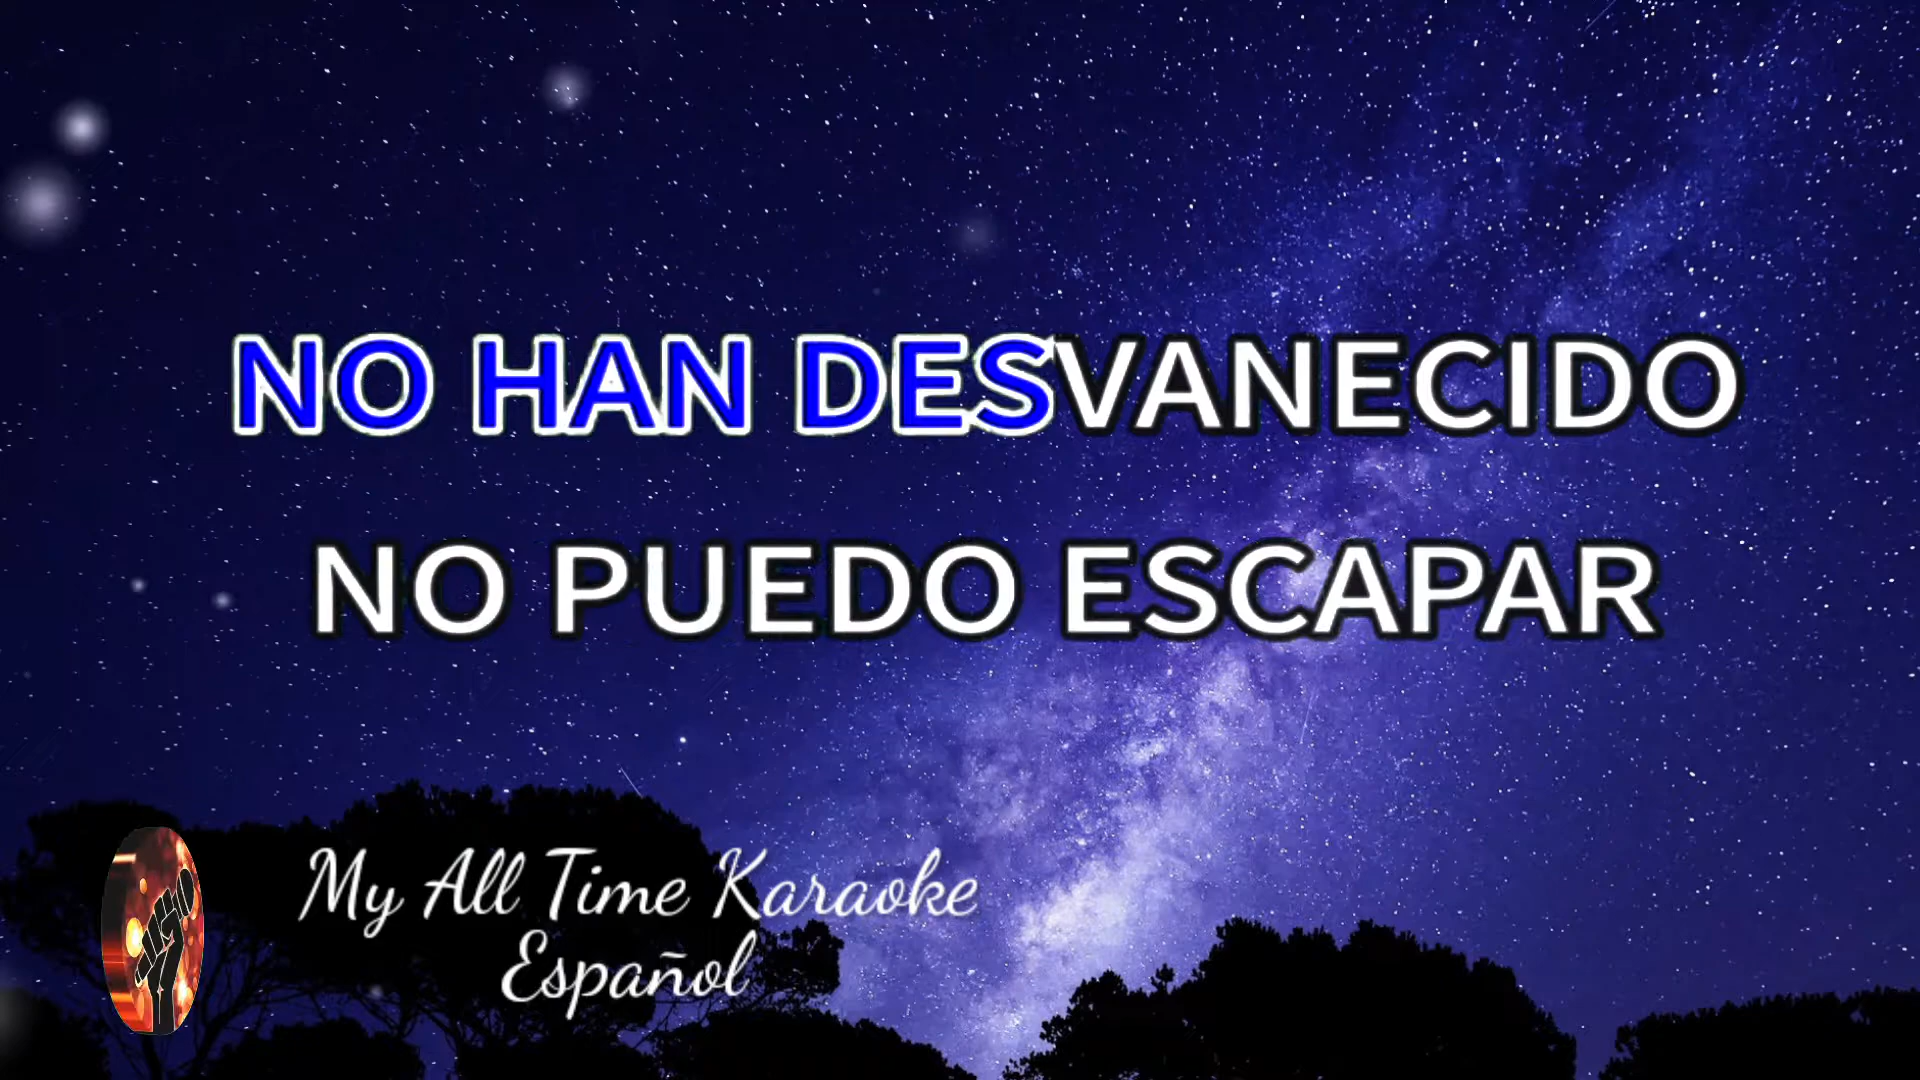 NO HAN DESVANECIDO
NO PUEDO ESCAPAR
My All Time Karaoke
Español